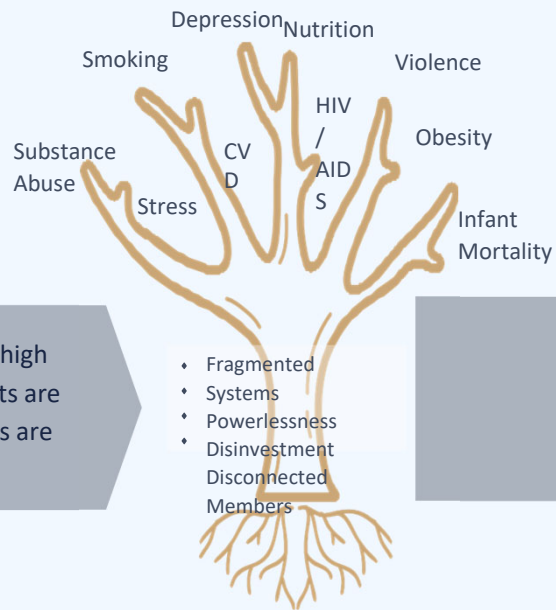 Depression
Nutrition
Smoking
Violence
HIV
/
AID
S
CV
D
Obesity
Substance
Abuse
Stress
Infant
Mortality
high
ts are
s are
• Fragmented
• Systems
• Powerlessness
• Disinvestment
Disconnected
Members